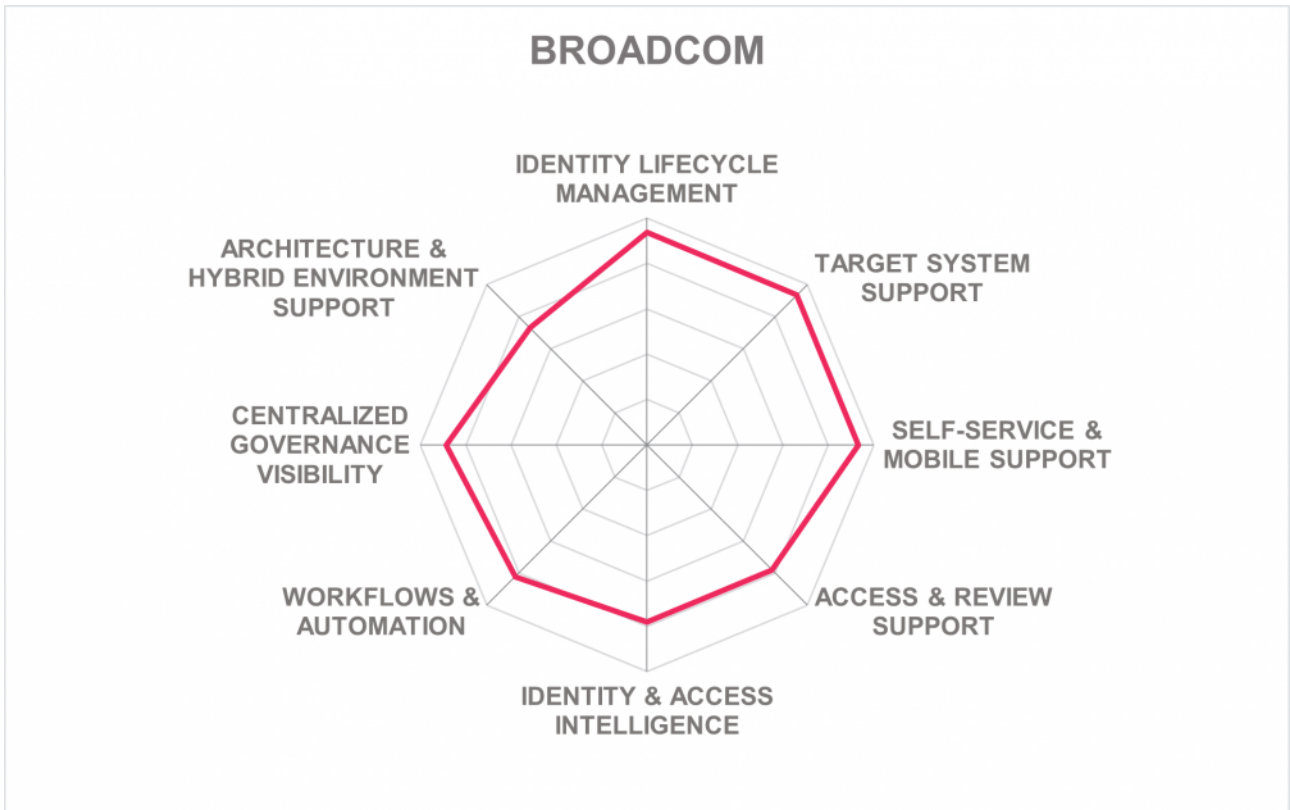 BROADCOM
IDENTITY LIFECYCLE
MANAGEMENT
TARGET SYSTEM
SUPPORT
SELF-SERVICE &
MOBILE SUPPORT
ACCESS & REVIEW
SUPPORT
IDENTITY & ACCESS
INTELLIGENCE
WORKFLOWS &
AUTOMATION
CENTRALIZED
GOVERNANCE
VISIBILITY
ARCHITECTURE &
HYBRID ENVIRONMENT
SUPPORT